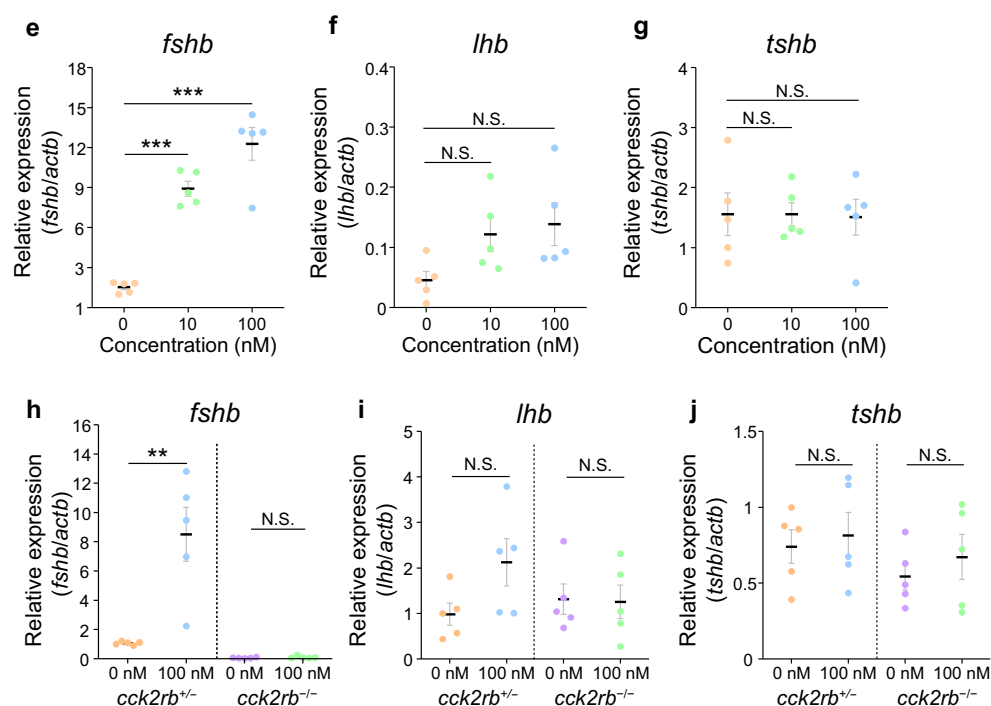 e
fshb
Relative expression
(fshb/actb)
18
15
12
9
6
3
1
***
***
0
10
100
Concentration (nM)
f
lhb
Relative expression
(lhb/actb)
0.4
0.3
0.2
0.1
0
N.S.
N.S.
0
10
100
Concentration (nM)
g
tshb
Relative expression
(tshb/actb)
4
3
2
1
0
N.S.
N.S.
0
10
100
Concentration (nM)
h
fshb
Relative expression
(fshb/actb)
16
14
12
10
8
6
4
2
0
**
N.S.
0 nM
100 nM
0 nM
100 nM
cck2rb+/−
cck2rb−/−
i
lhb
Relative expression
(lhb/actb)
5
4
3
2
1
0
N.S.
N.S.
0 nM
100 nM
0 nM
100 nM
cck2rb+/−
cck2rb−/−
j
tshb
Relative expression
(tshb/actb)
1.5
1
0.5
0
N.S.
N.S.
0 nM
100 nM
0 nM
100 nM
cck2rb+/−
cck2rb−/−